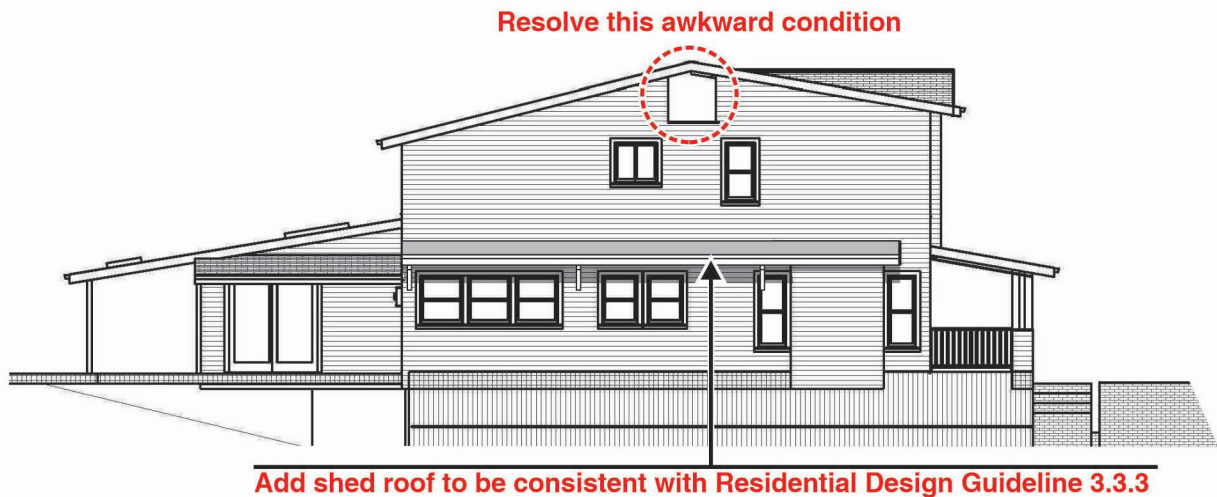 Resolve this awkward condition
Add shed roof to be consistent with Residential Design Guideline 3.3.3